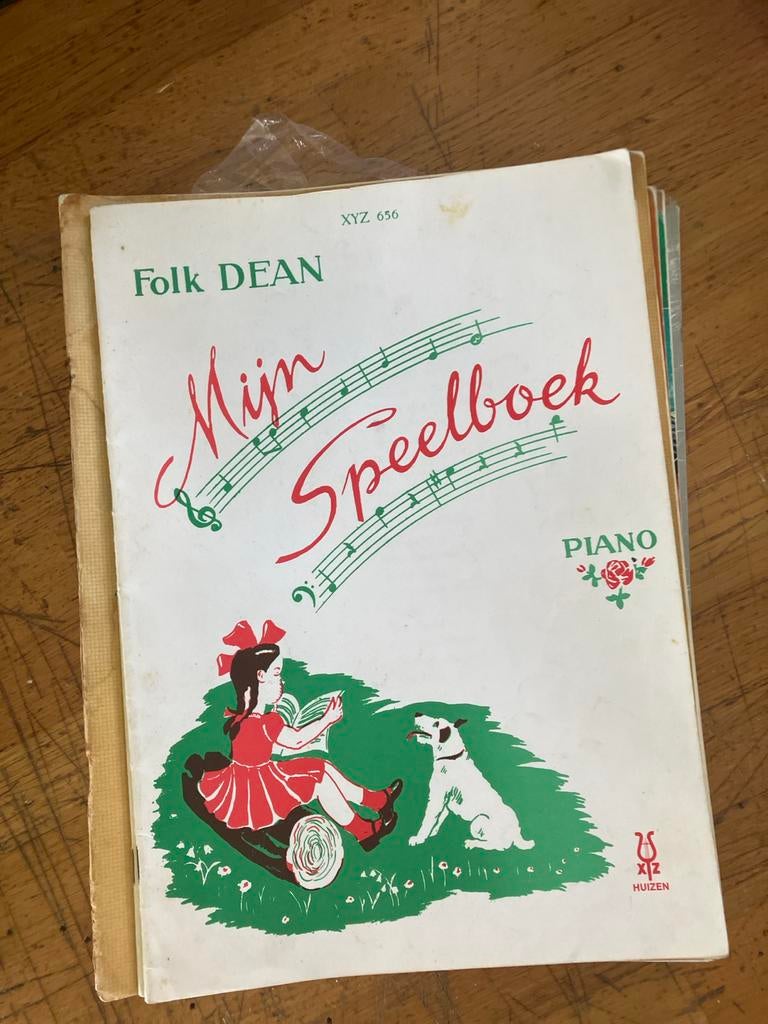 XYZ 656
Folk DEAN
Mijn
Speelboek
PIANO
XYZ
HUIZEN